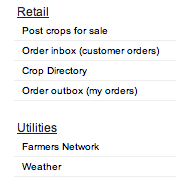 Retail
Post crops for sale
Order inbox (customer orders)
Crop Directory
Order outbox (my orders)
Utilities
Farmers Network
Weather